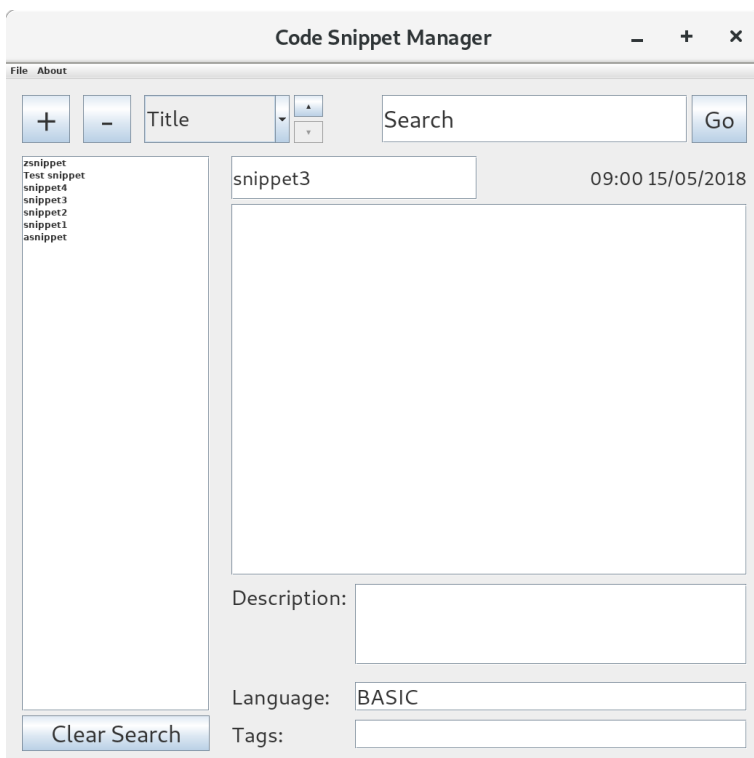 Code Snippet Manager
File About
+ - Title Search Go
zsnippet
Test snippet
snippet4
snippet3
snippet2
snippet1
asnippet
snippet3 09:00 15/05/2018
Description:
Language: BASIC
Clear Search
Tags: